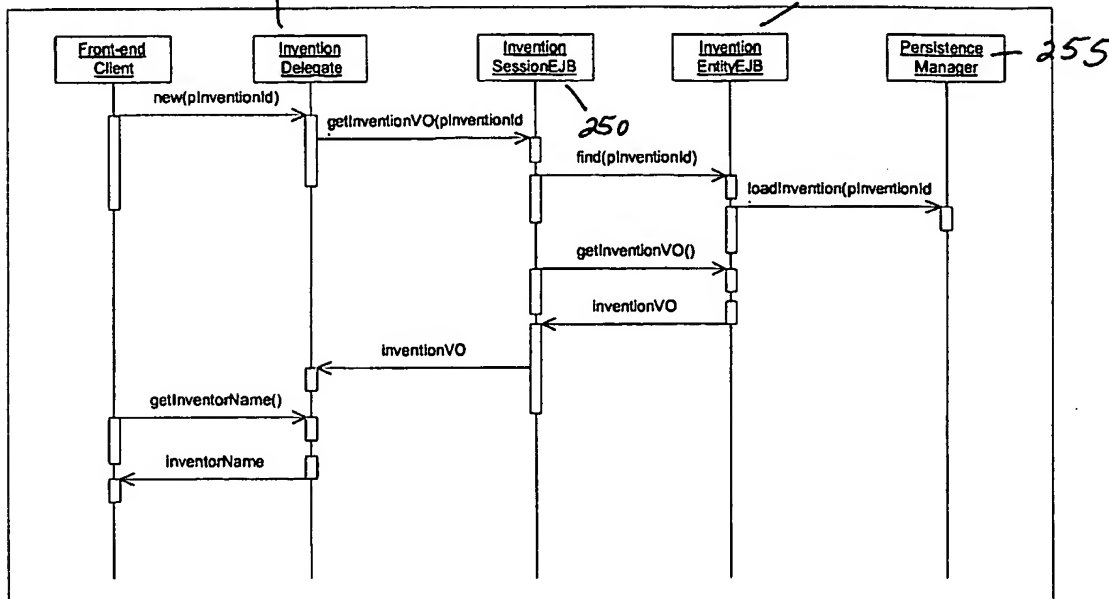 Front-end
Client
Invention
Delegate
Invention
SessionEJB
Invention
EntityEJB
Persistence
Manager
255
250
new(pInventionId)
getInventionVO(pInventionId
find(pInventionId)
loadInvention(pInventionId
getInventionVO()
inventionVO
inventionVO
getInventorName()
inventorName